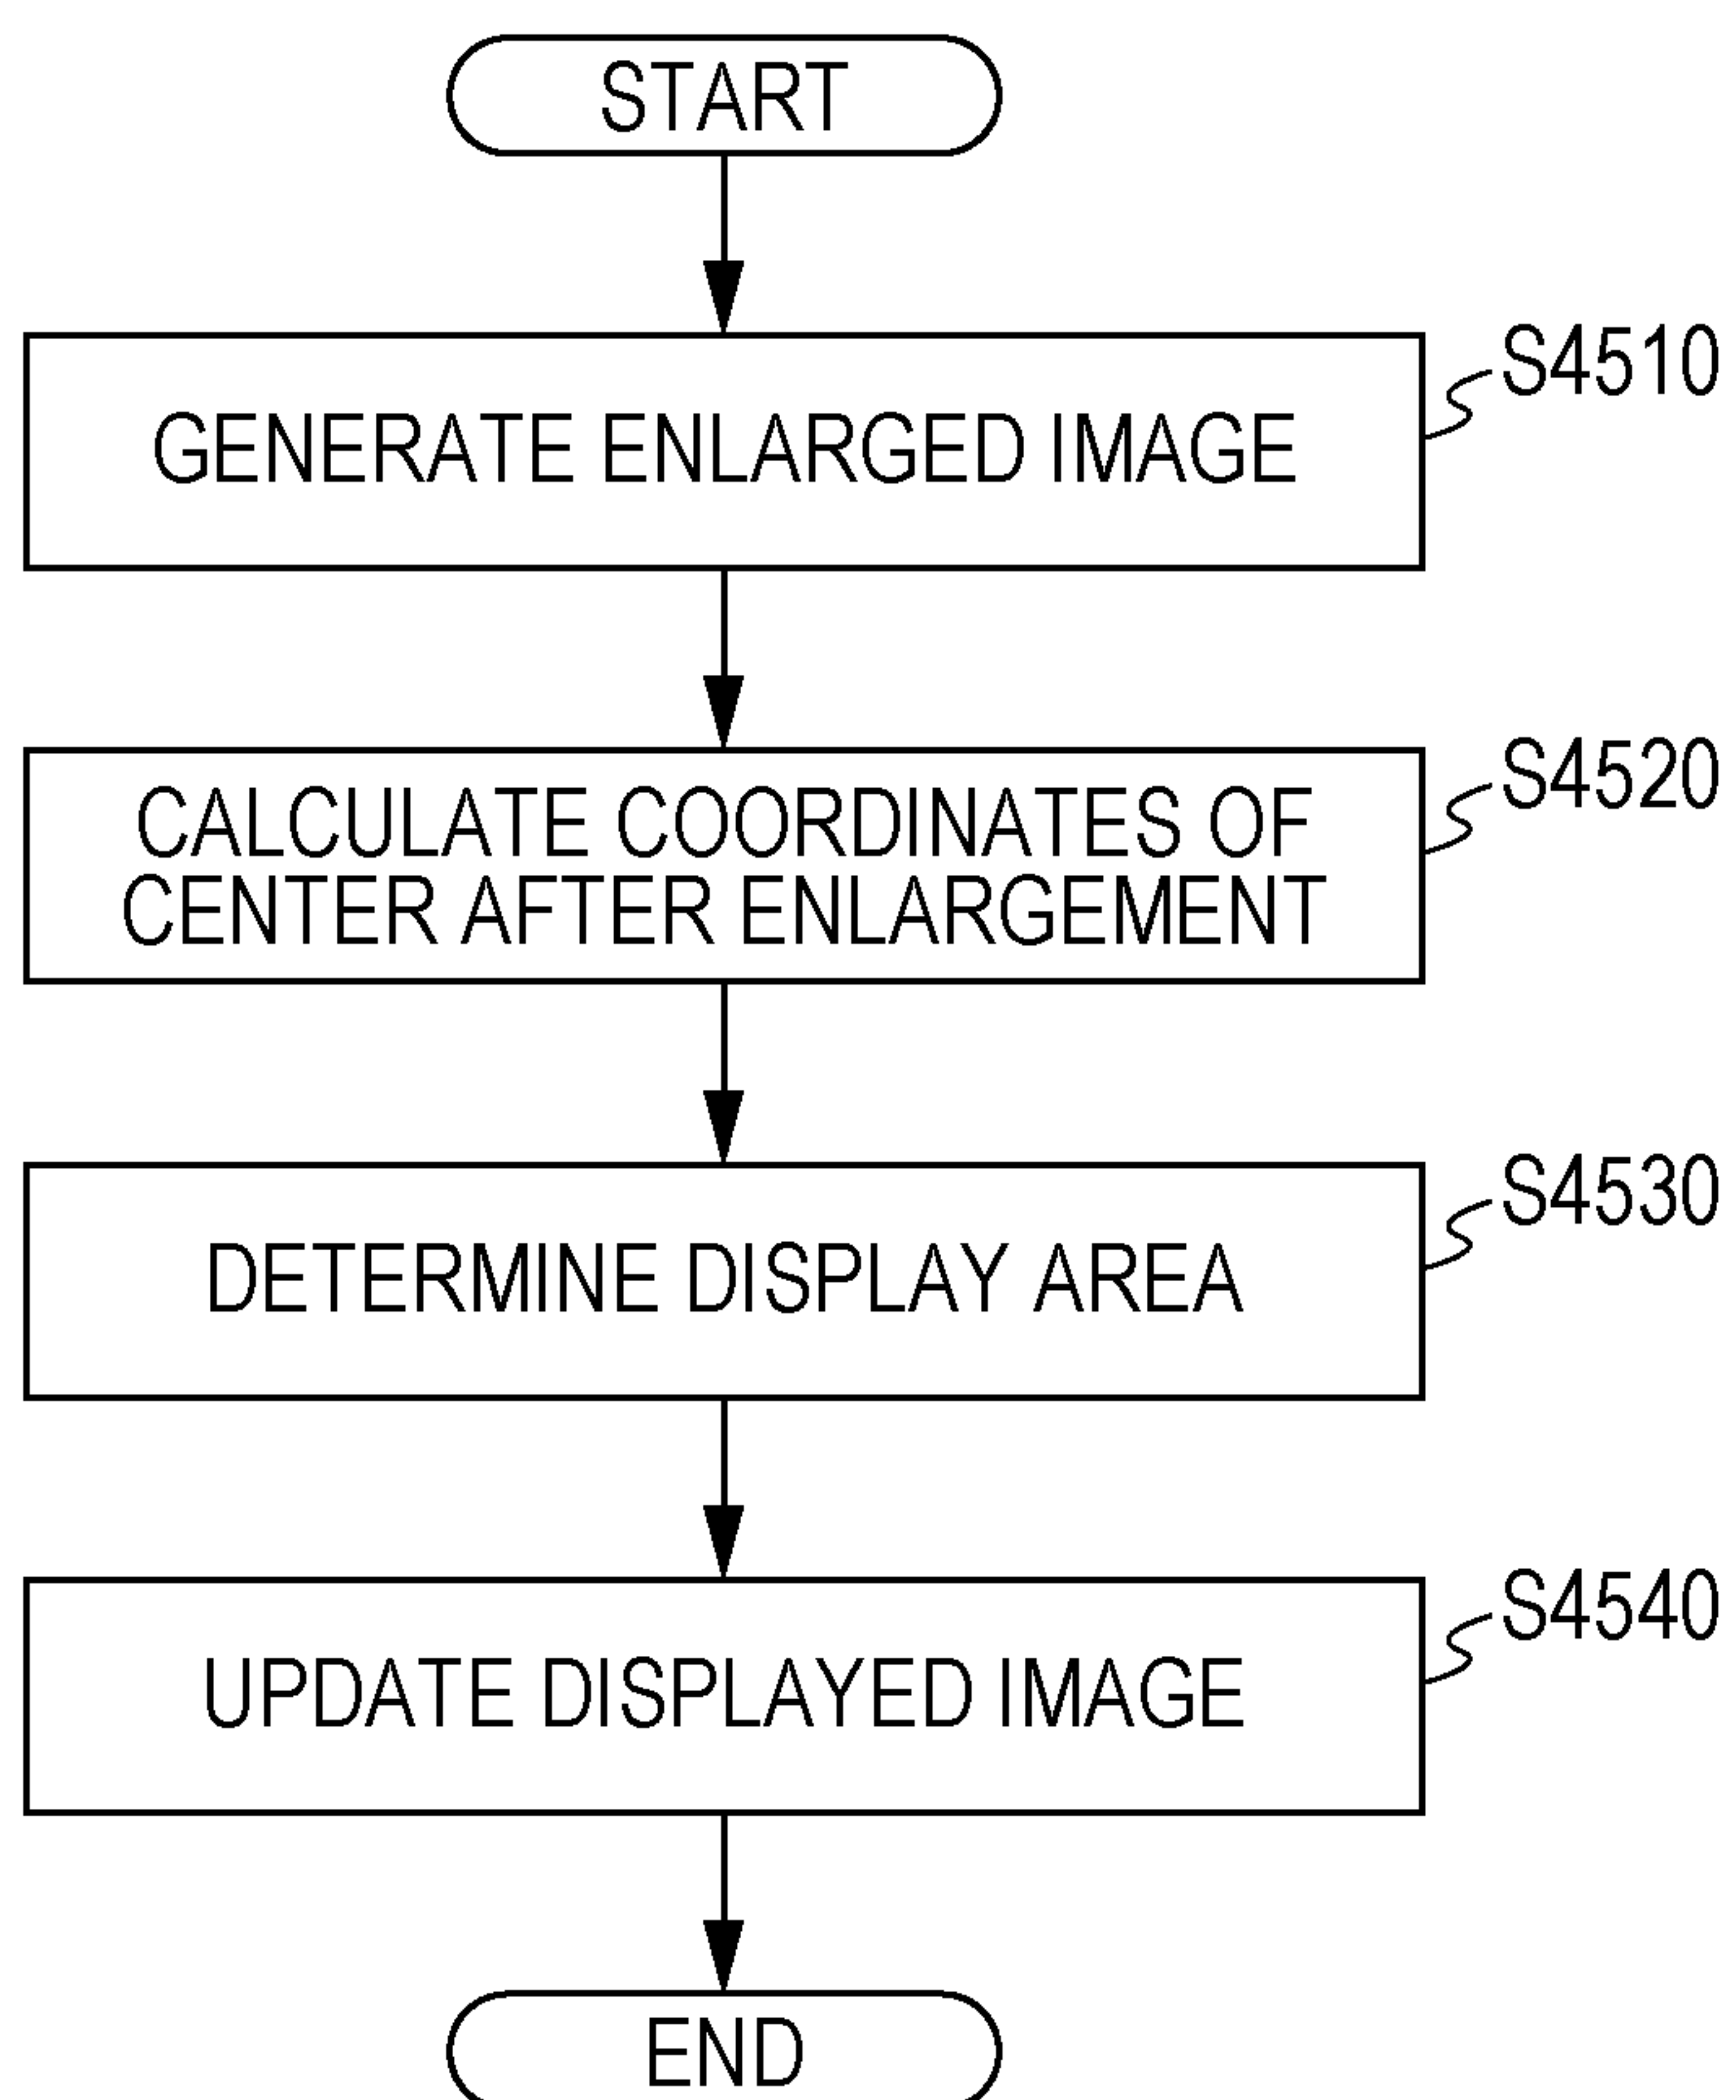 START
S4510
GENERATE ENLARGED IMAGE
S4520
CALCULATE COORDINATES OF
CENTER AFTER ENLARGEMENT
S4530
DETERMINE DISPLAY AREA
S4540
UPDATE DISPLAYED IMAGE
END